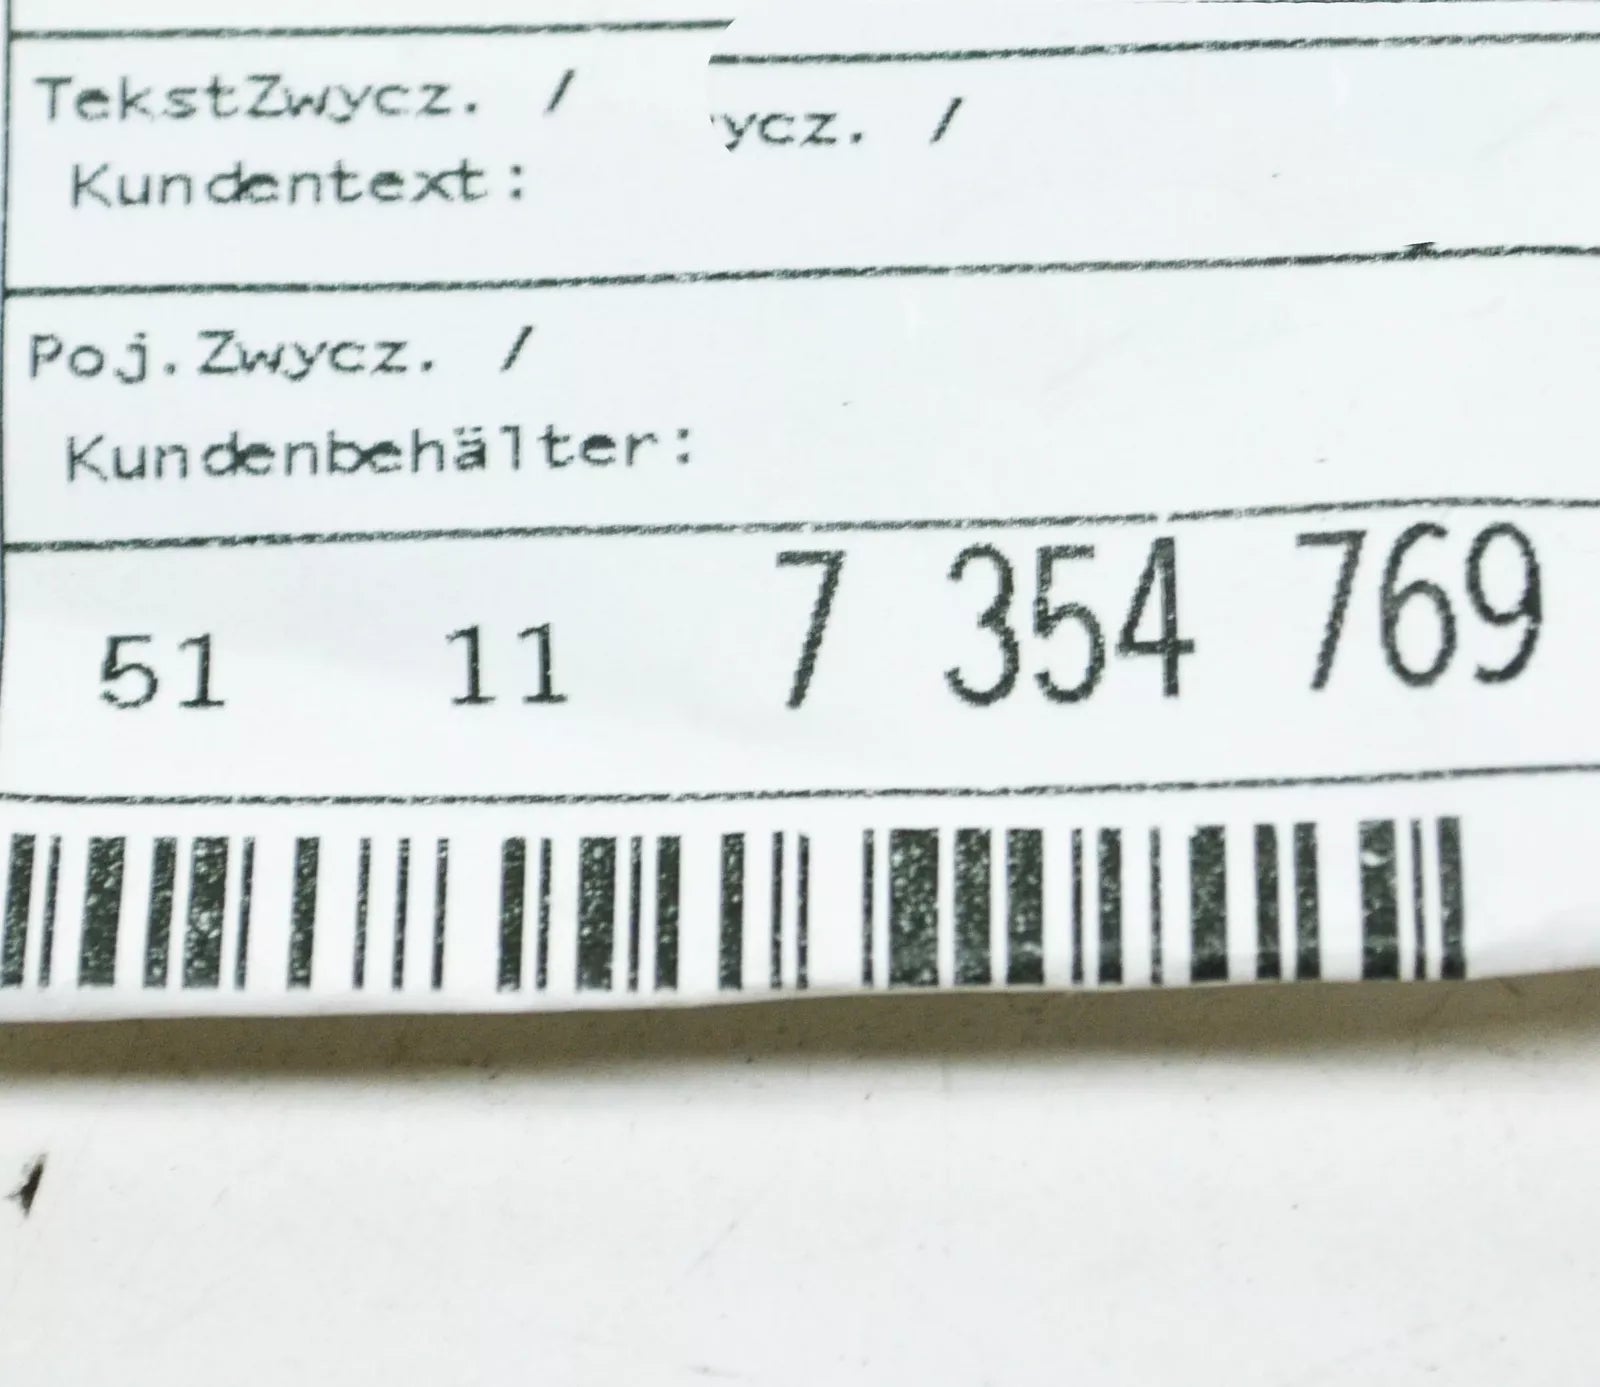 TekstZwycz. /
ycz. /
Kundentext:
Poj.Zwycz. /
Kundenbehälter:
51 11 7 354 769